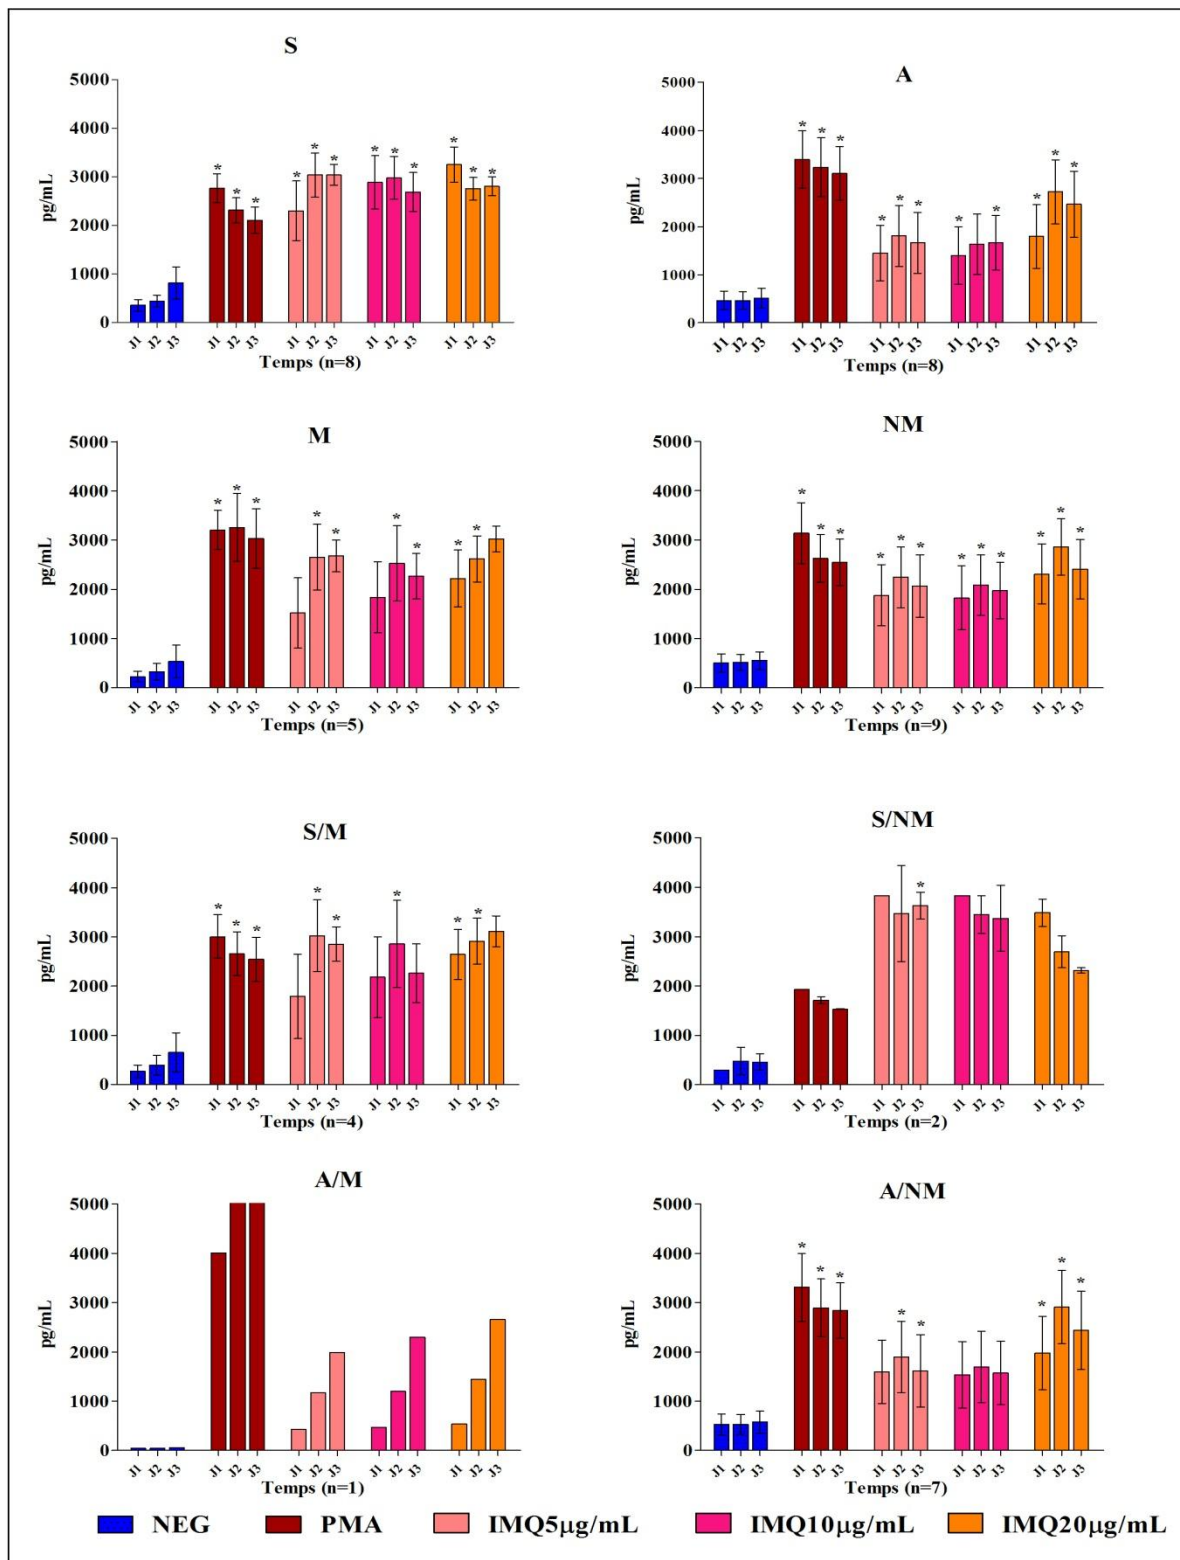 S
5000
4000
3000
2000
1000
0
pg/mL
* * * * * * * * * * * *
J1 J2 J3 J1 J2 J3 J1 J2 J3 J1 J2 J3 J1 J2 J3
Temps (n=8)
A
5000
4000
3000
2000
1000
0
pg/mL
* * * * * * * * * * *
J1 J2 J3 J1 J2 J3 J1 J2 J3 J1 J2 J3 J1 J2 J3
Temps (n=8)
M
5000
4000
3000
2000
1000
0
pg/mL
* * * * * * * * *
J1 J2 J3 J1 J2 J3 J1 J2 J3 J1 J2 J3 J1 J2 J3
Temps (n=5)
NM
5000
4000
3000
2000
1000
0
pg/mL
* * * * * * * * * * * *
J1 J2 J3 J1 J2 J3 J1 J2 J3 J1 J2 J3 J1 J2 J3
Temps (n=9)
S/M
5000
4000
3000
2000
1000
0
pg/mL
* * * * * * * *
J1 J2 J3 J1 J2 J3 J1 J2 J3 J1 J2 J3 J1 J2 J3
Temps (n=4)
S/NM
5000
4000
3000
2000
1000
0
pg/mL
*
J1 J2 J3 J1 J2 J3 J1 J2 J3 J1 J2 J3 J1 J2 J3
Temps (n=2)
A/M
5000
4000
3000
2000
1000
0
pg/mL
J1 J2 J3 J1 J2 J3 J1 J2 J3 J1 J2 J3 J1 J2 J3
Temps (n=1)
A/NM
5000
4000
3000
2000
1000
0
pg/mL
* * * * * * * *
J1 J2 J3 J1 J2 J3 J1 J2 J3 J1 J2 J3 J1 J2 J3
Temps (n=7)
NEG PMA IMQ5µg/mL IMQ10µg/mL IMQ20µg/mL